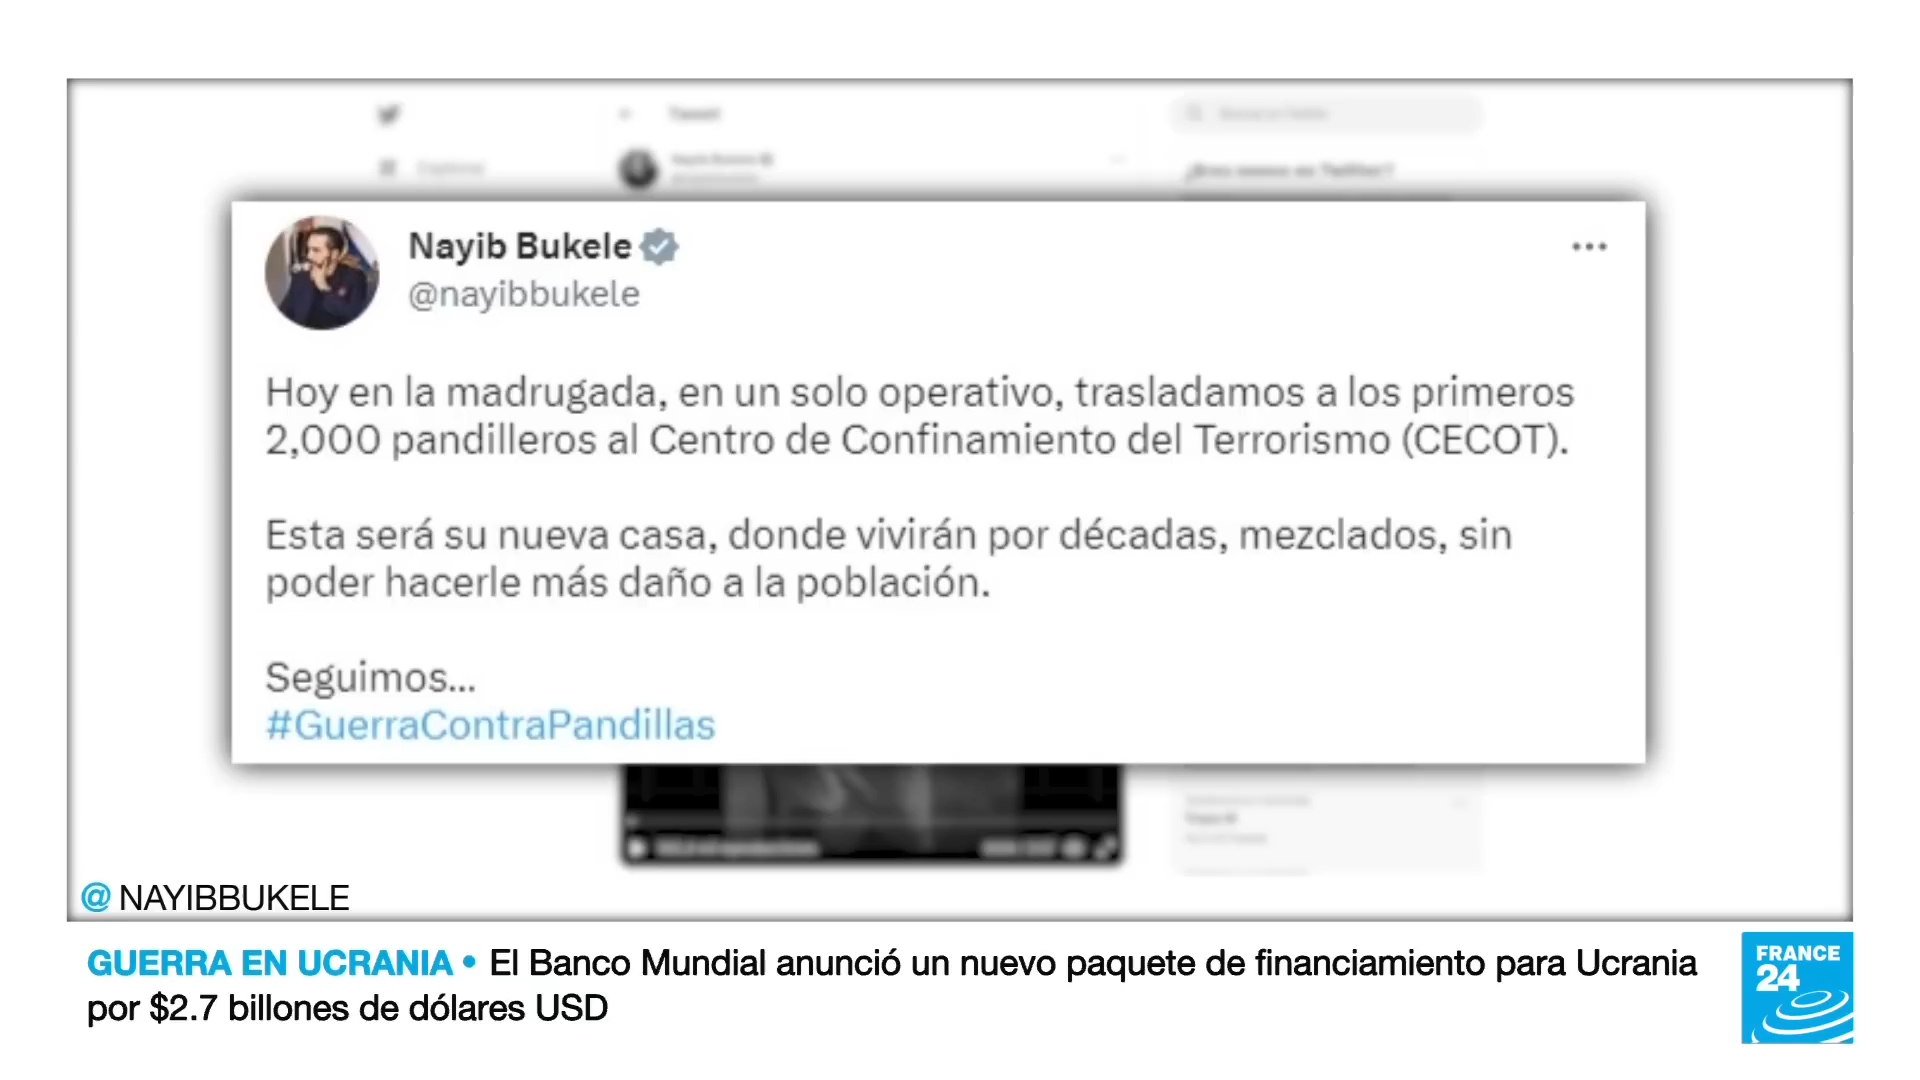 Tweet
Nayib Bukele
@nayibbukele
Hoy en la madrugada, en un solo operativo, trasladamos a los primeros
2,000 pandilleros al Centro de Confinamiento del Terrorismo (CECOT).
Esta será su nueva casa, donde vivirán por décadas, mezclados, sin
poder hacerle más daño a la población.
Seguimos...
#GuerraContraPandillas
@ NAYIBBUKELE
GUERRA EN UCRANIA • El Banco Mundial anunció un nuevo paquete de financiamiento para Ucrania
por $2.7 billones de dólares USD
FRANCE
24